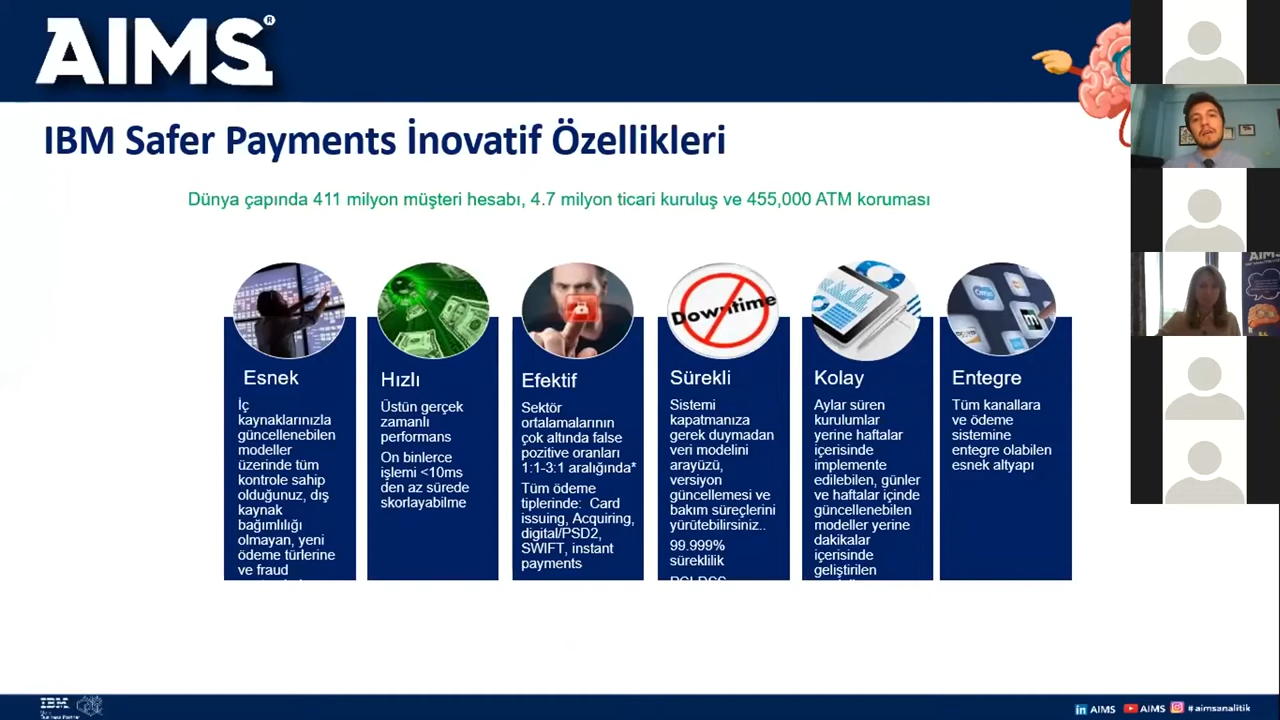 AIMS®
IBM Safer Payments İnovatif Özellikleri
Dünya çapında 411 milyon müşteri hesabı, 4.7 milyon ticari kuruluş ve 455,000 ATM koruması
Esnek
İç
kaynaklarınızla
güncellenebilen
modeller
üzerinde tüm
kontrole sahip
olduğunuz, dış
kaynak
bağımlılığı
olmayan, yeni
ödeme türlerine
ve fraud
Hızlı
Üstün gerçek
zamanlı
performans
On binlerce
işlemi <10ms
den az sürede
skorlayabilme
Efektif
Sektör
ortalamalarının
çok altında false
pozitive oranları
1:1-3:1 aralığında*
Tüm ödeme
tiplerinde: Card
issuing, Acquiring,
digital/PSD2,
SWIFT, instant
payments
Downtime
Sürekli
Sistemi
kapatmanıza
gerek duymadan
veri modelini
arayüzü,
versiyon
güncellemesi ve
bakım süreçlerini
yürütebilirsiniz..
99.999%
süreklilik
Kolay
Aylar süren
kurulumlar
yerine haftalar
içerisinde
implemente
edilebilen, günler
ve haftalar içinde
güncellenebilen
modeller yerine
dakikalar
içerisinde
geliştirilen
Entegre
Tüm kanallara
ve ödeme
sistemine
entegre olabilen
esnek altyapı
AIMS
IBM
Business Partner
in AIMS AIMS #aimsanalitik